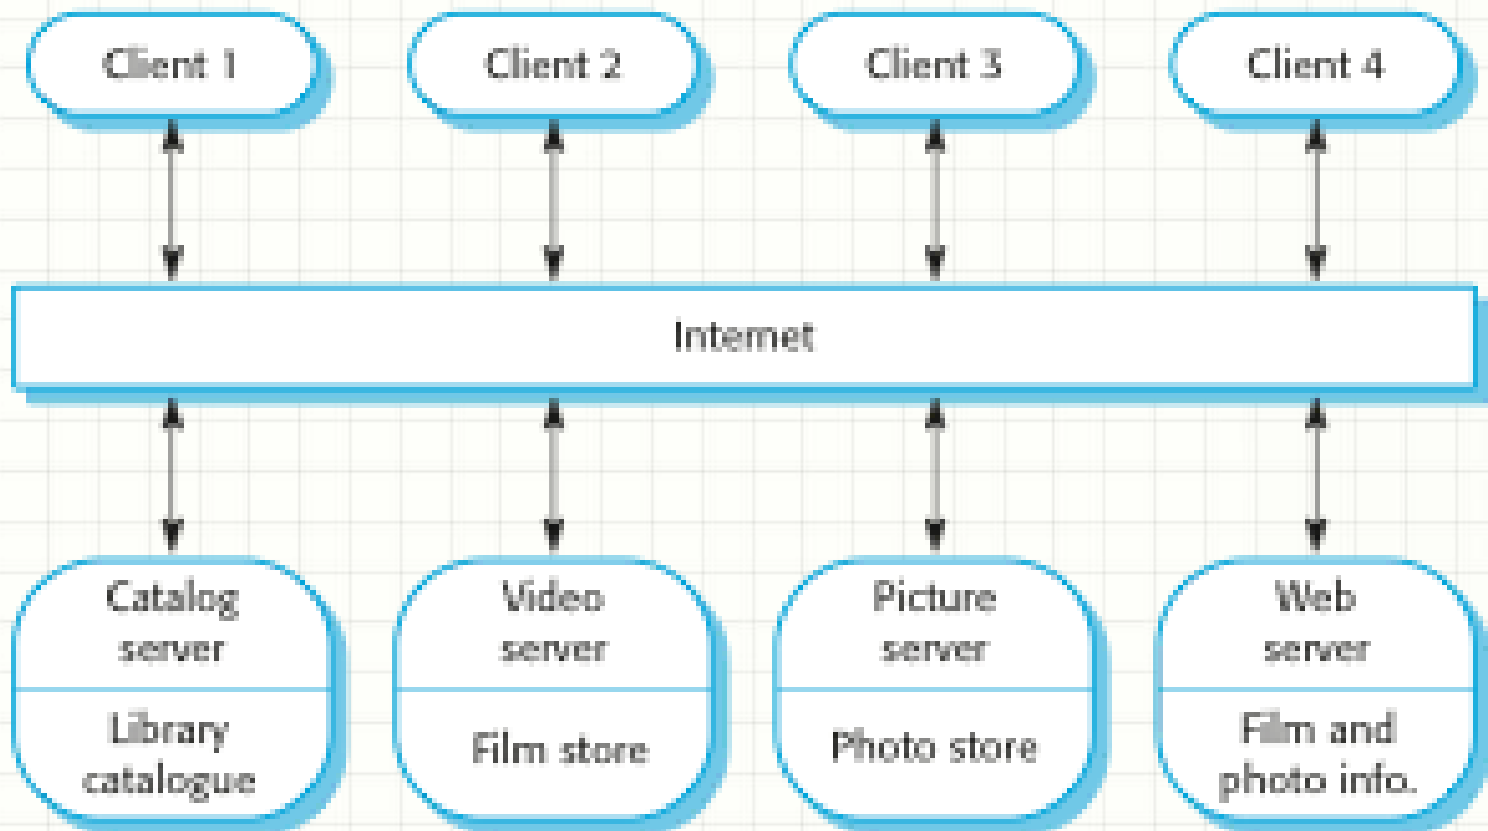 Client 1
Client 2
Client 3
Client 4
Internet
Catalog
server
Library
catalogue
Video
server
Film store
Picture
server
Photo store
Web
server
Film and
photo info.